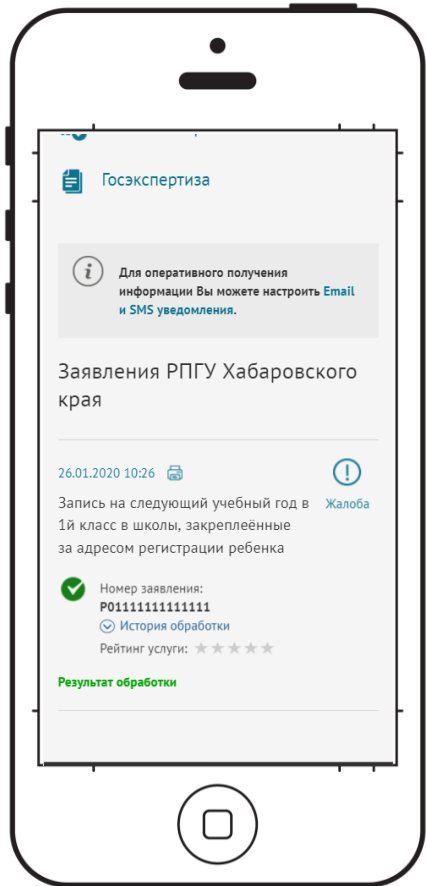 Госэкспертиза
Для оперативного получения
информации Вы можете настроить Email
и SMS уведомления.
Заявления РПГУ Хабаровского
края
26.01.2020 10:26
Жалоба
Запись на следующий учебный год в
1й класс в школы, закреплеённые
за адресом регистрации ребенка
Номер заявления:
P01111111111111
История обработки
Рейтинг услуги:
Результат обработки